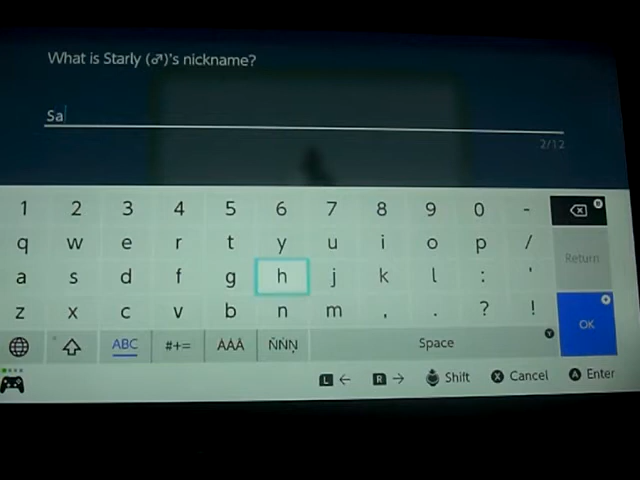 What is Starly (♂)'s nickname?
Sa
2/12
1 2 3 4 5 6 7 8 9 0 -
q w e r t y u i o p /
Return
a s d f g h j k l : '
z x c v b n m , . ? !
OK
ABC #+= ÀÁÂ Space
L ← R → Shift X Cancel A Enter